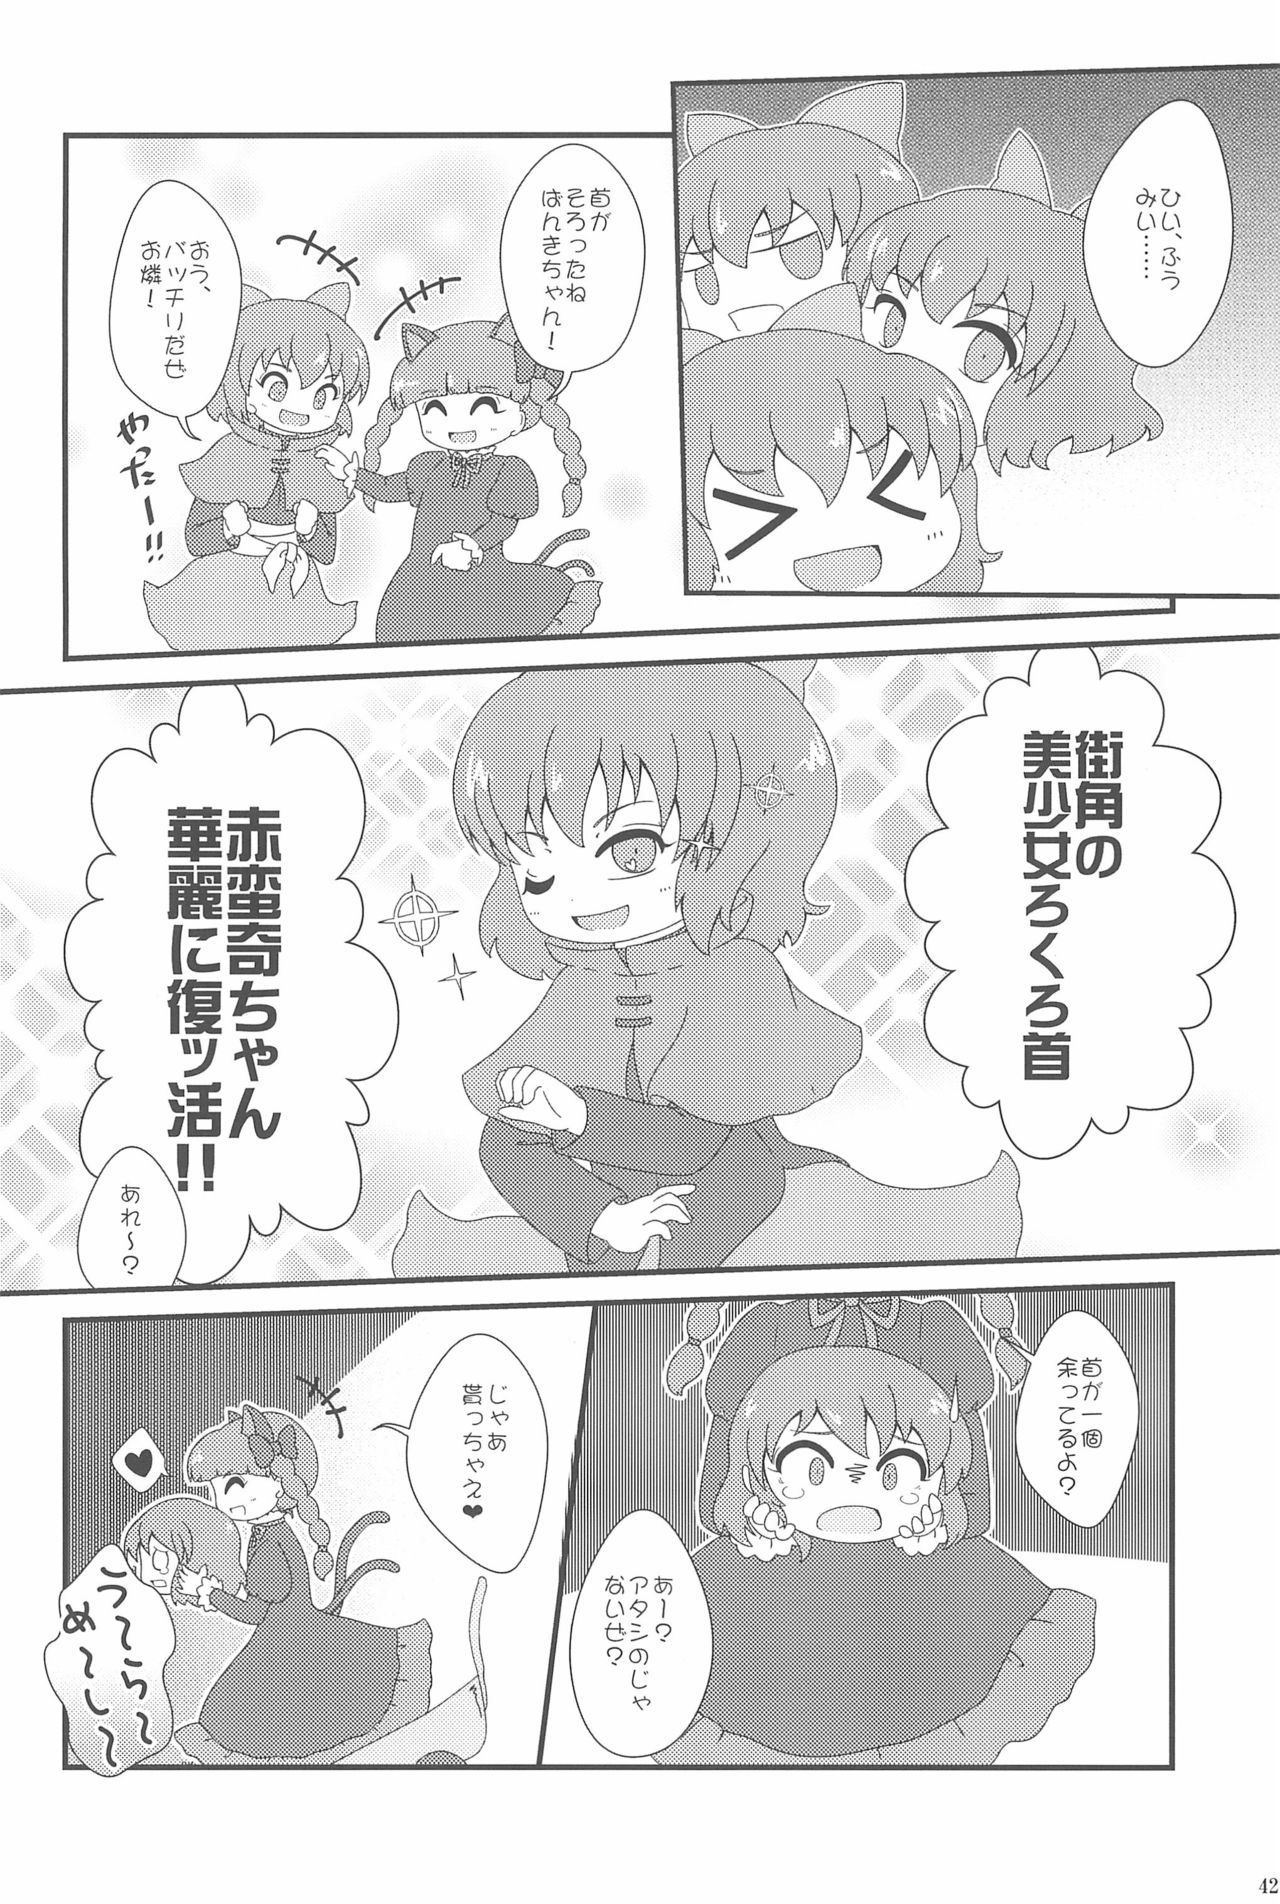 ひい、ふう
みい……
首が
そろったね
ばんきちゃん！
おう、
バッチリだぜ
お燐！
やったー!!
街角の
美少女ろくろ首
赤蛮奇ちゃん
華麗に復ッ活!!
あれ～？
首が一個
余ってるよ？
あー？
アタシのじゃ
ないぜ？
じゃあ
貰っちゃえ♥
♥
う～ら～
め～し～
42